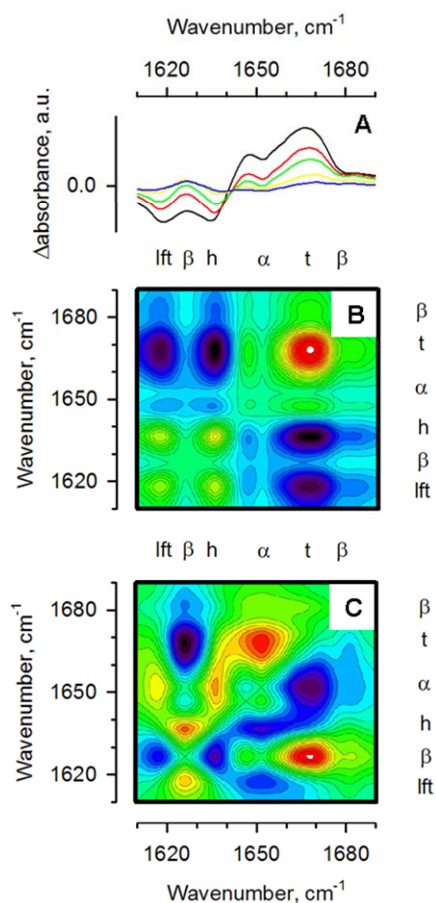 Wavenumber, cm-1
1620 1650 1680
A
Δabsorbance, a.u.
0.0
lft β h α t β
B
Wavenumber, cm-1
1680
1650
1620
β
t
α
h
β
lft
lft β h α t β
C
Wavenumber, cm-1
1680
1650
1620
β
t
α
h
β
lft
1620 1650 1680
Wavenumber, cm-1